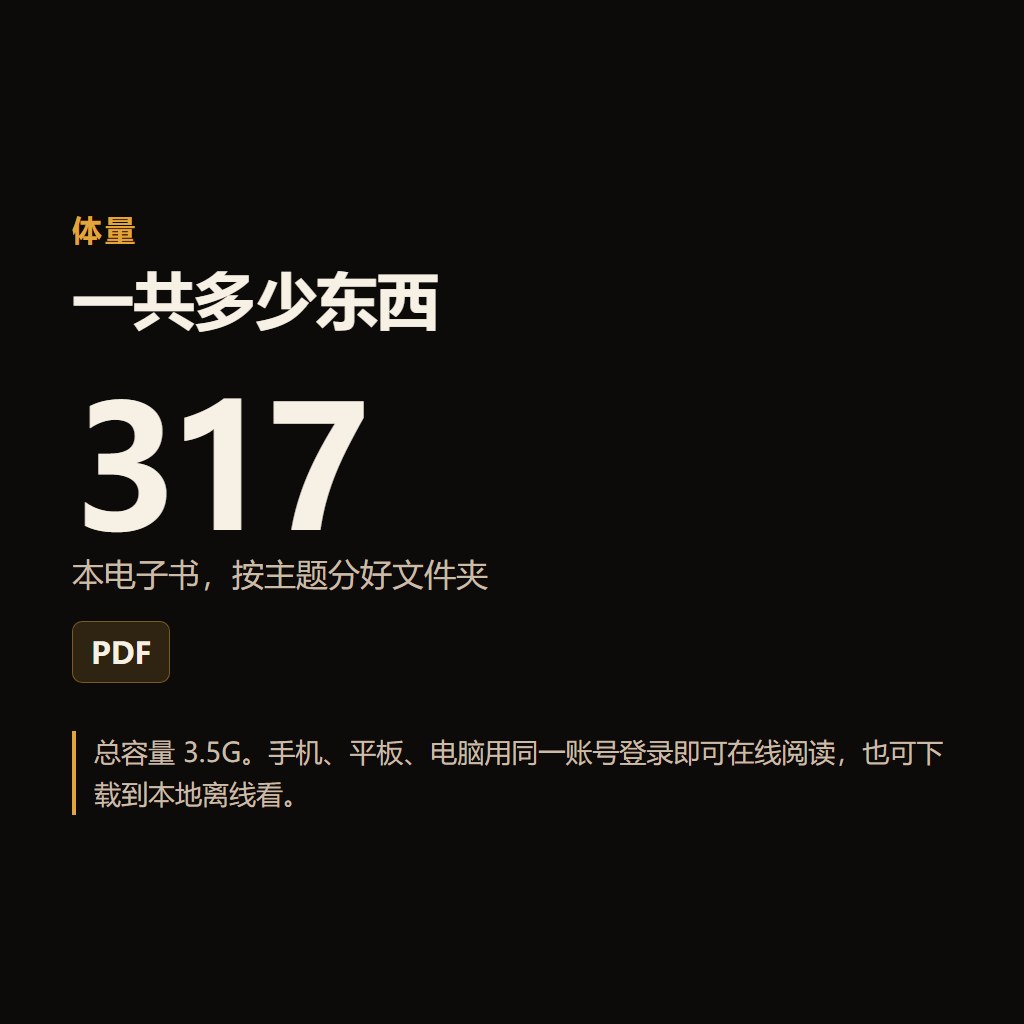 体量
一共多少东西
317
本电子书，按主题分好文件夹
PDF
总容量 3.5G。手机、平板、电脑用同一账号登录即可在线阅读，也可下
载到本地离线看。